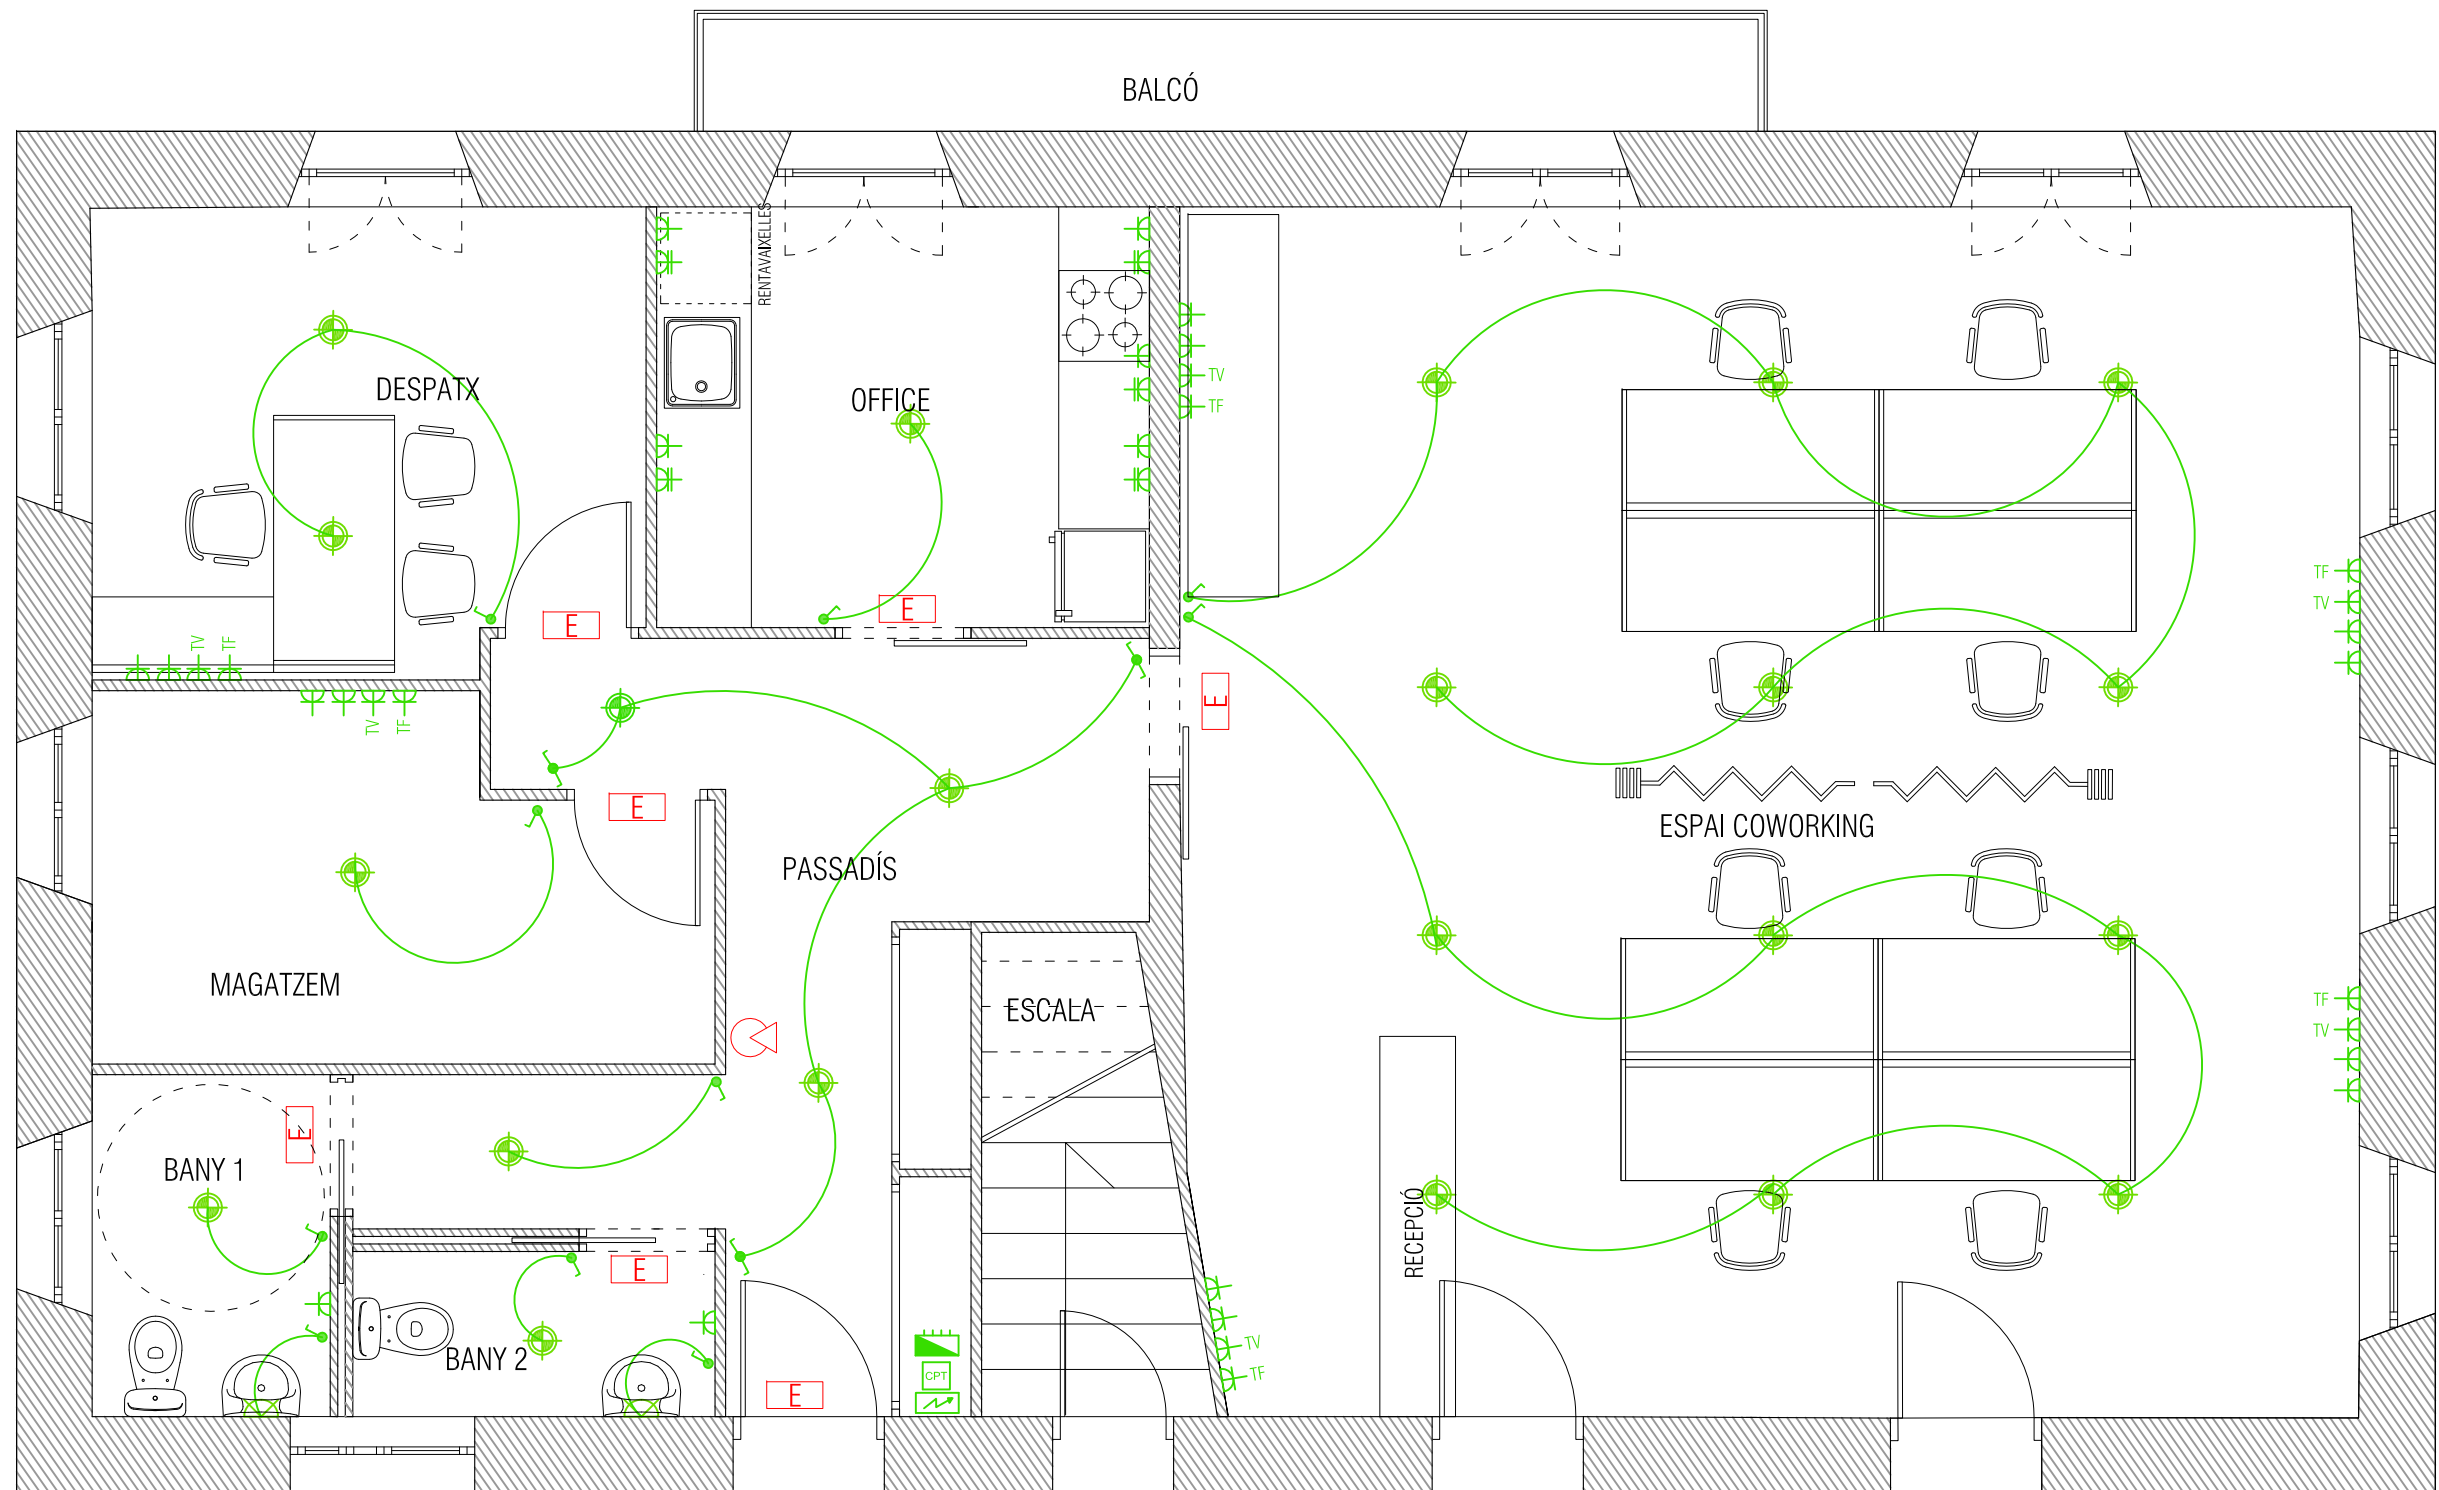 BALCÓ
RENTAVAIXELLES
TV
TF
DESPATX
OFFICE
TF
TV
E
E
TV
TF
E
TV
TF
E
ESPAI COWORKING
PASSADÍS
MAGATZEM
TF
TV
ESCALA
E
BANY 1
RECEPCIÓ
E
TV
TF
BANY 2
CPT
E